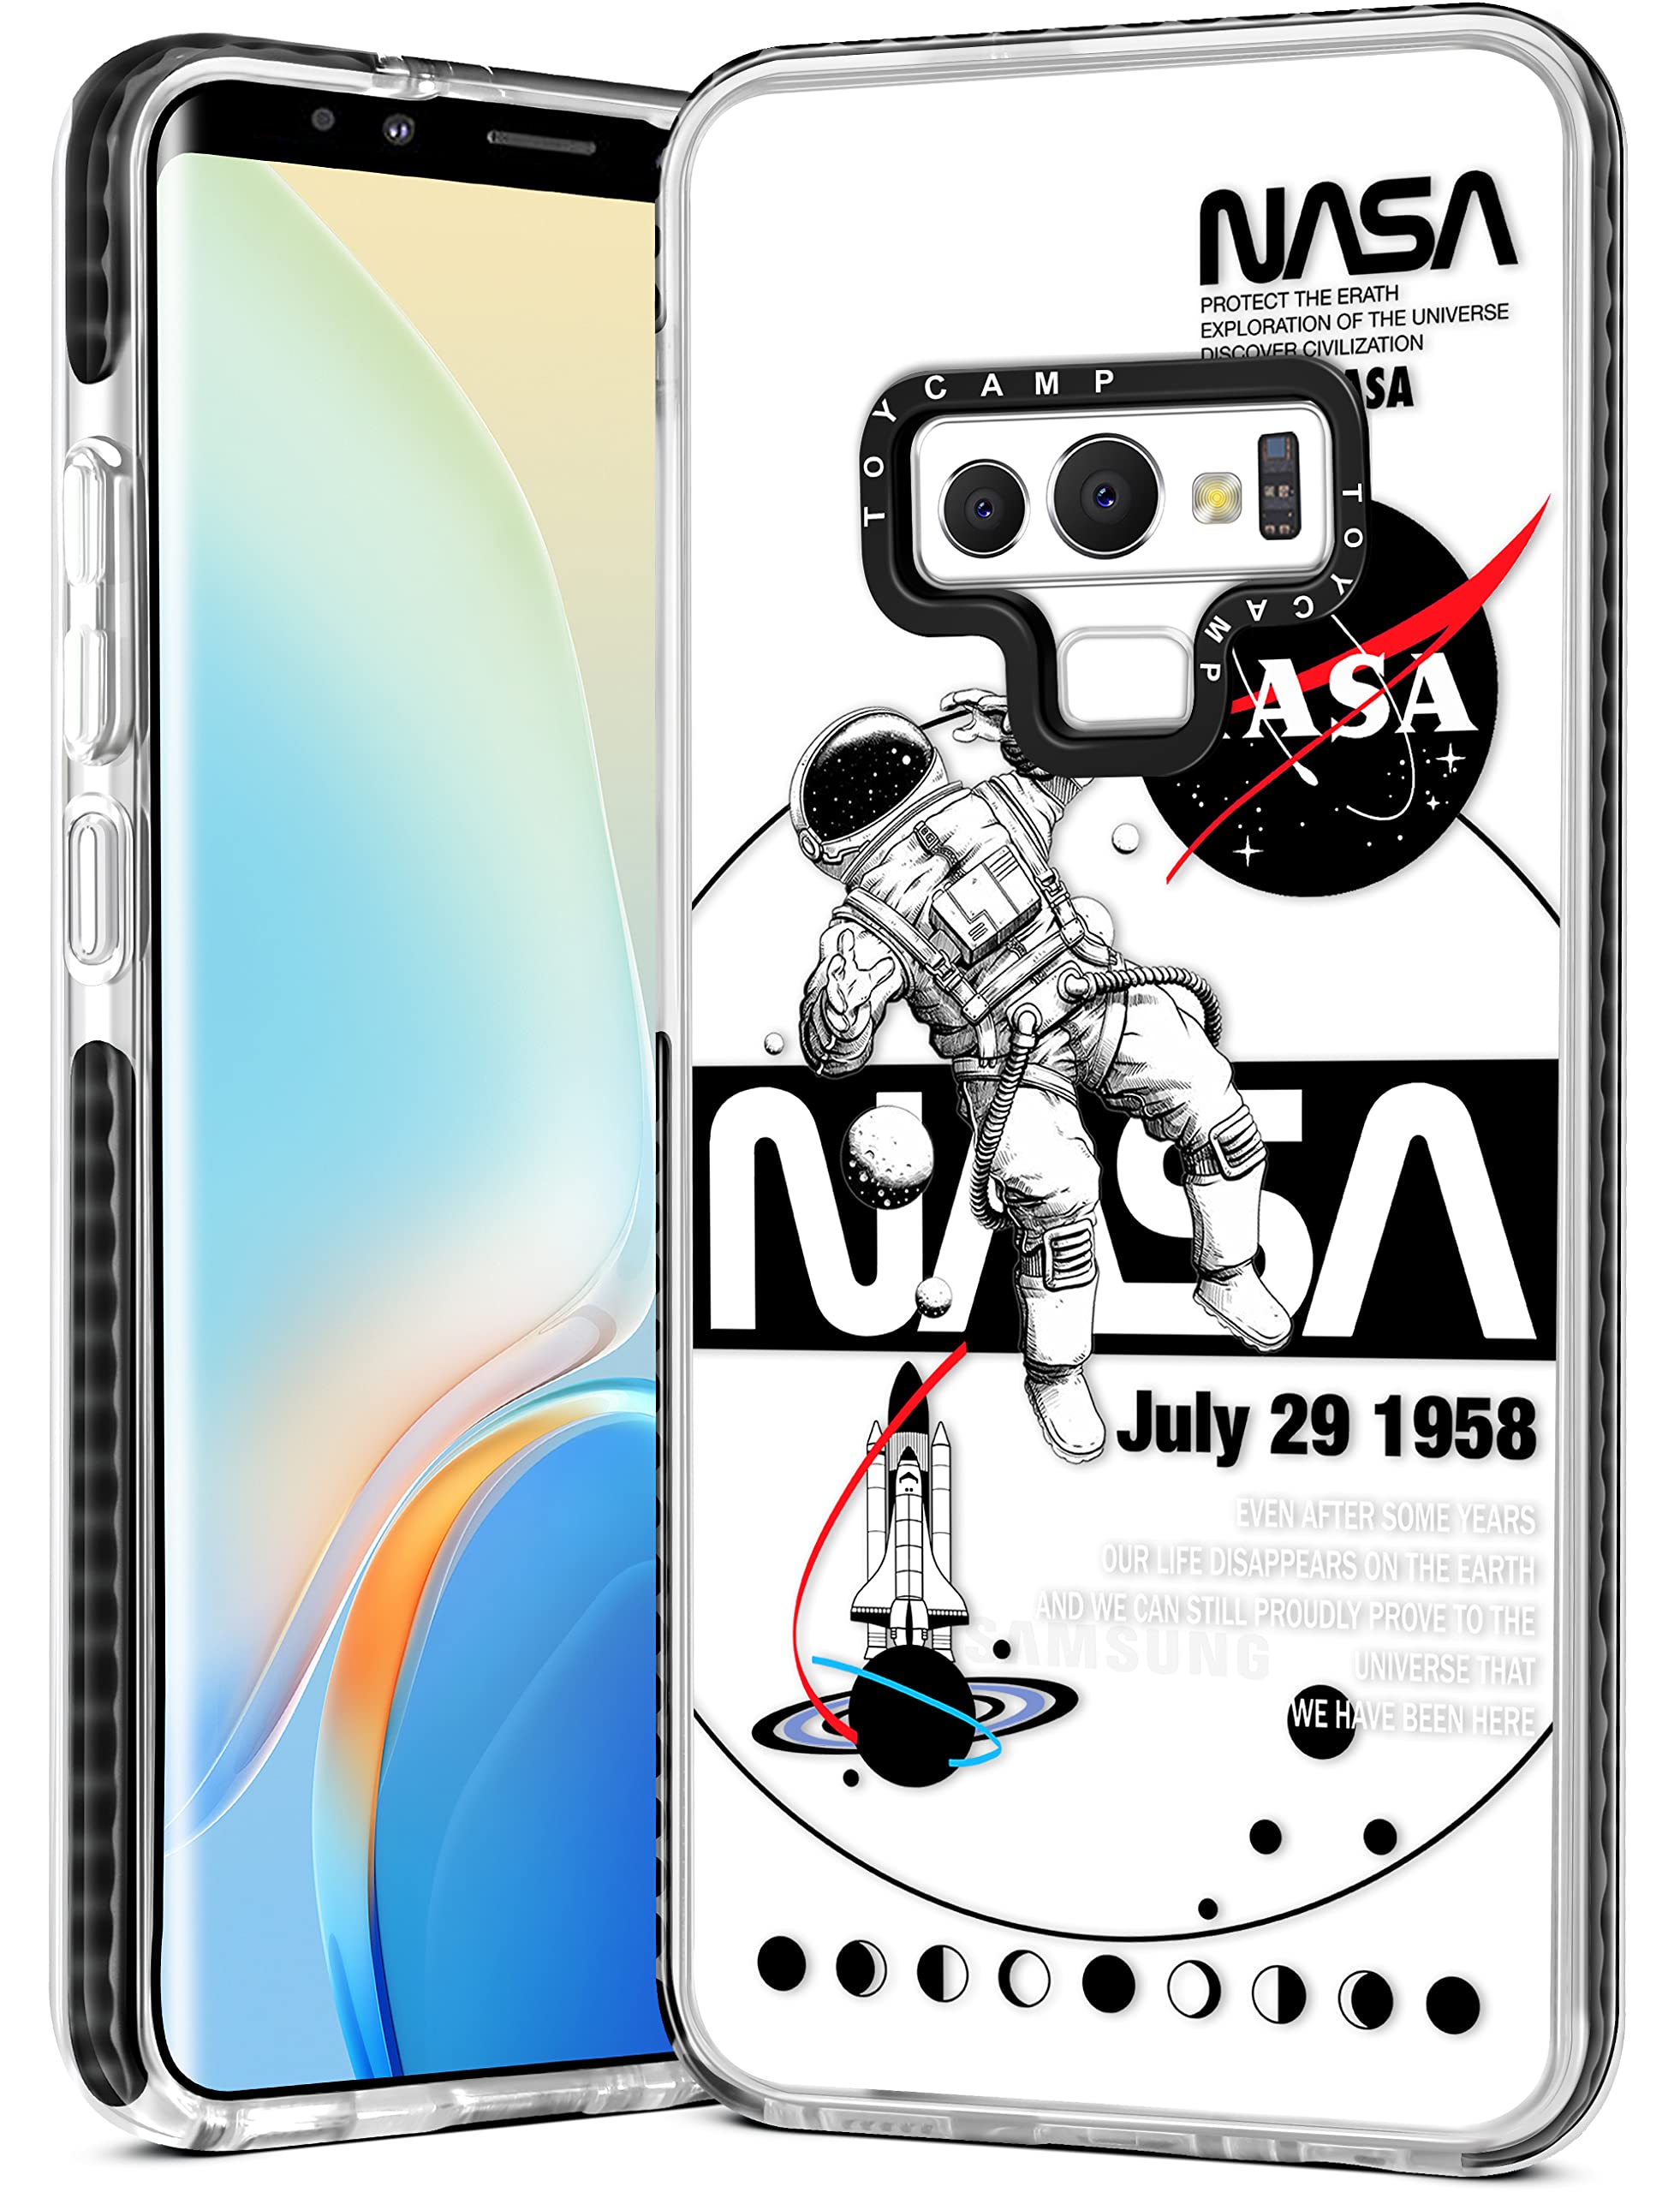 NASA
PROTECT THE ERATH
EXPLORATION OF THE UNIVERSE
DISCOVER CIVILIZATION
ASA
TOYCAMP
TOYCAMP
ASA
NASA
July 29 1958
EVEN AFTER SOME YEARS
OUR LIFE DISAPPEARS ON THE EARTH
AND WE CAN STILL PROUDLY PROVE TO THE
SAMSUNG
UNIVERSE THAT
WE HAVE BEEN HERE